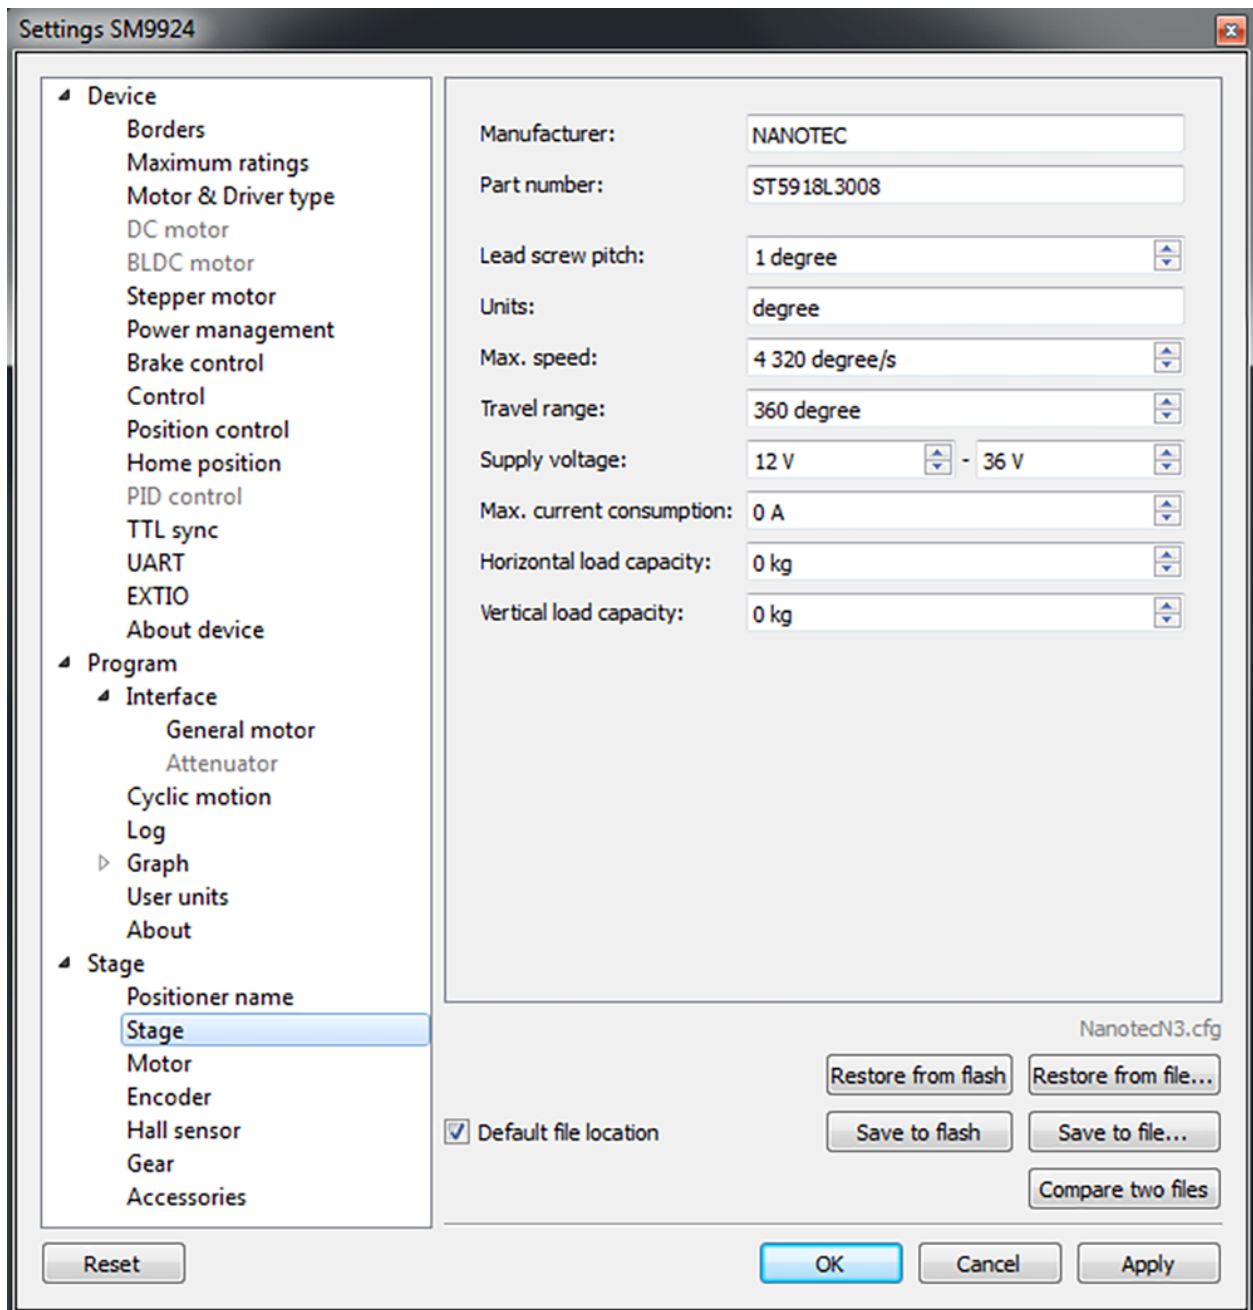 Settings SM9924
Device
Borders
Maximum ratings
Motor & Driver type
DC motor
BLDC motor
Stepper motor
Power management
Brake control
Control
Position control
Home position
PID control
TTL sync
UART
EXTIO
About device
Program
Interface
General motor
Attenuator
Cyclic motion
Log
Graph
User units
About
Stage
Positioner name
Stage
Motor
Encoder
Hall sensor
Gear
Accessories
Manufacturer: NANOTEC
Part number: ST5918L3008
Lead screw pitch: 1 degree
Units: degree
Max. speed: 4 320 degree/s
Travel range: 360 degree
Supply voltage: 12 V - 36 V
Max. current consumption: 0 A
Horizontal load capacity: 0 kg
Vertical load capacity: 0 kg
NanotecN3.cfg
Restore from flash Restore from file...
Default file location Save to flash Save to file...
Compare two files
Reset OK Cancel Apply